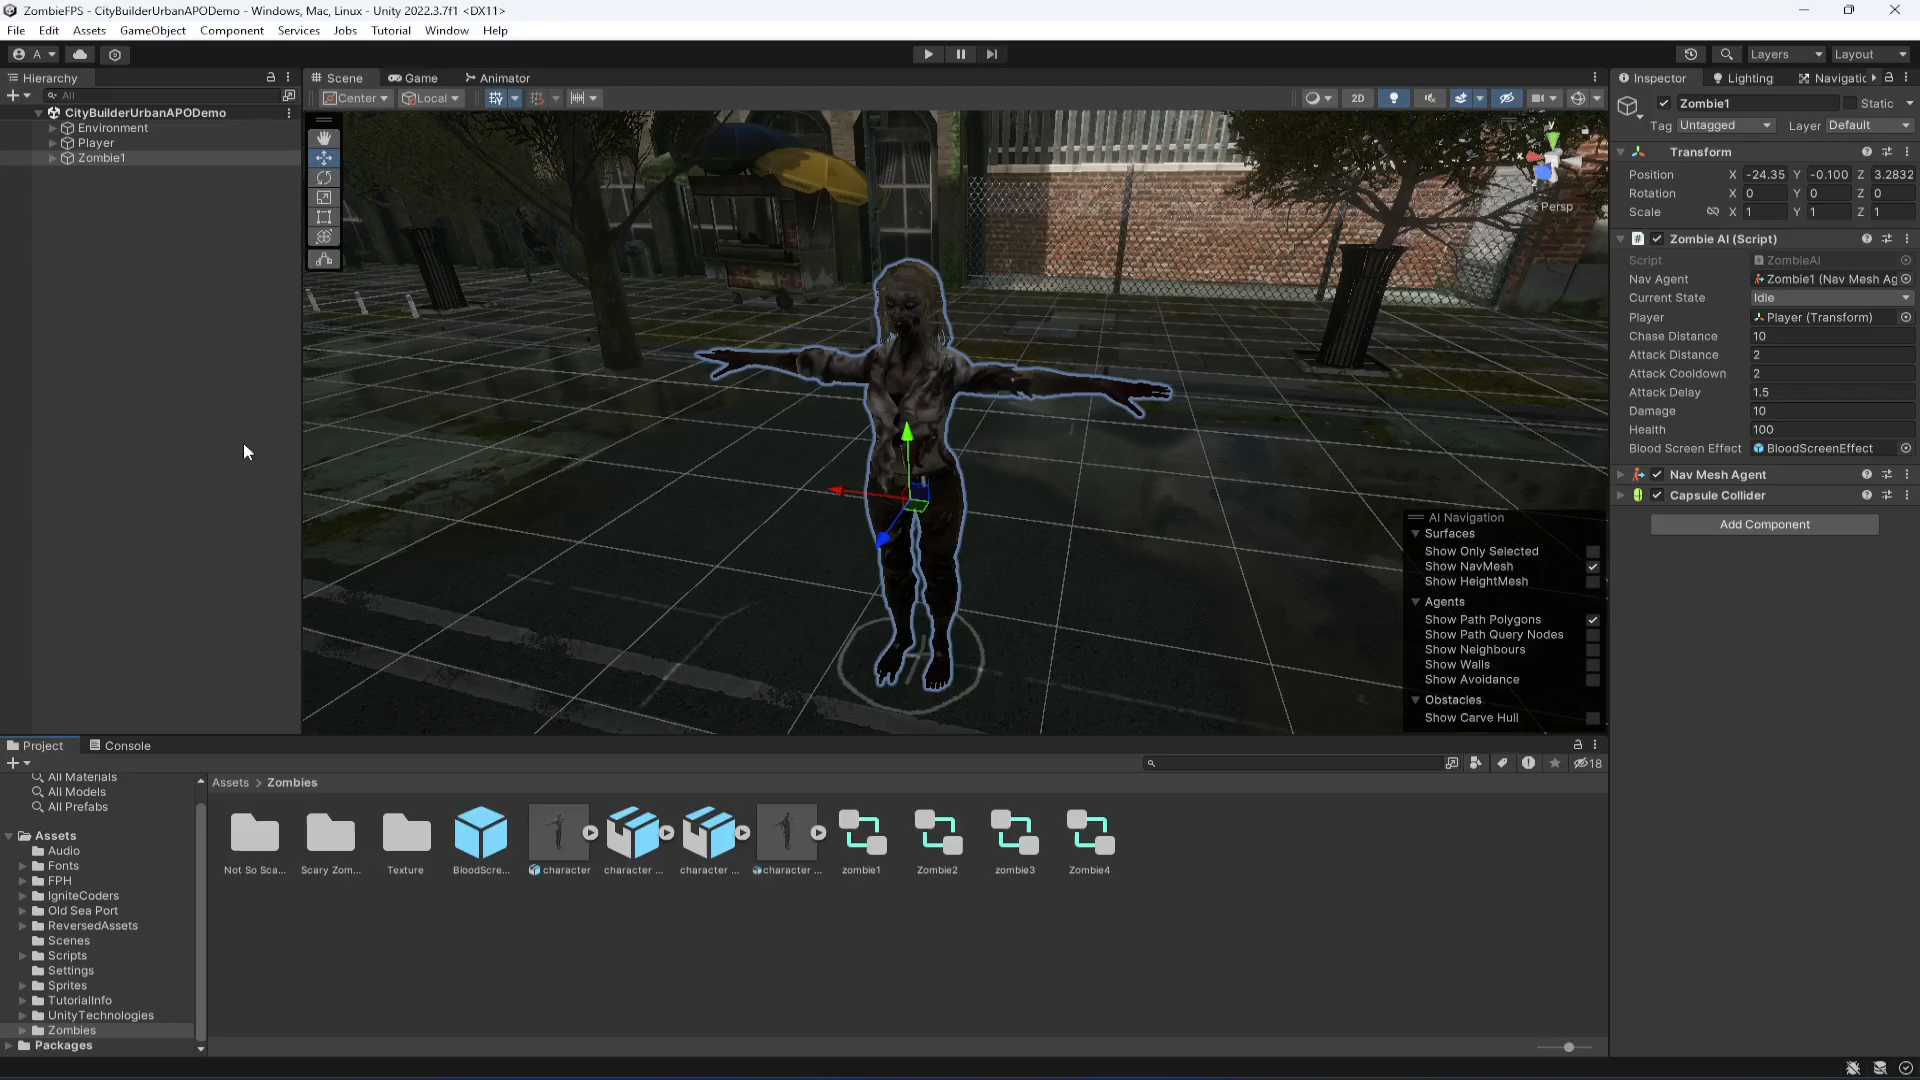 ZombieFPS - CityBuilderUrbanAPODemo - Windows, Mac, Linux - Unity 2022.3.7f1 <DX11>
File Edit Assets GameObject Component Services Jobs Tutorial Window Help
A Layers Layout
Hierarchy
All
CityBuilderUrbanAPODemo
Environment
Player
Zombie1
Scene Game Animator
Center Local 2D
Persp
AI Navigation
Surfaces
Show Only Selected
Show NavMesh
Show HeightMesh
Agents
Show Path Polygons
Show Path Query Nodes
Show Neighbours
Show Walls
Show Avoidance
Obstacles
Show Carve Hull
Inspector Lighting Navigatic
Zombie1 Static
Tag Untagged Layer Default
Transform
Position X -24.35 Y -0.100 Z 3.2832
Rotation X 0 Y 0 Z 0
Scale X 1 Y 1 Z 1
Zombie AI (Script)
Script ZombieAI
Nav Agent Zombie1 (Nav Mesh Ag
Current State Idle
Player Player (Transform)
Chase Distance 10
Attack Distance 2
Attack Cooldown 2
Attack Delay 1.5
Damage 10
Health 100
Blood Screen Effect BloodScreenEffect
Nav Mesh Agent
Capsule Collider
Add Component
Project Console
18
All Materials
All Models
All Prefabs
Assets
Audio
Fonts
FPH
IgniteCoders
Old Sea Port
ReversedAssets
Scenes
Scripts
Settings
Sprites
TutorialInfo
UnityTechnologies
Zombies
Packages
Assets > Zombies
Not So Sca... Scary Zom... Texture BloodScre... character character ... character ... character ... zombie1 Zombie2 zombie3 Zombie4